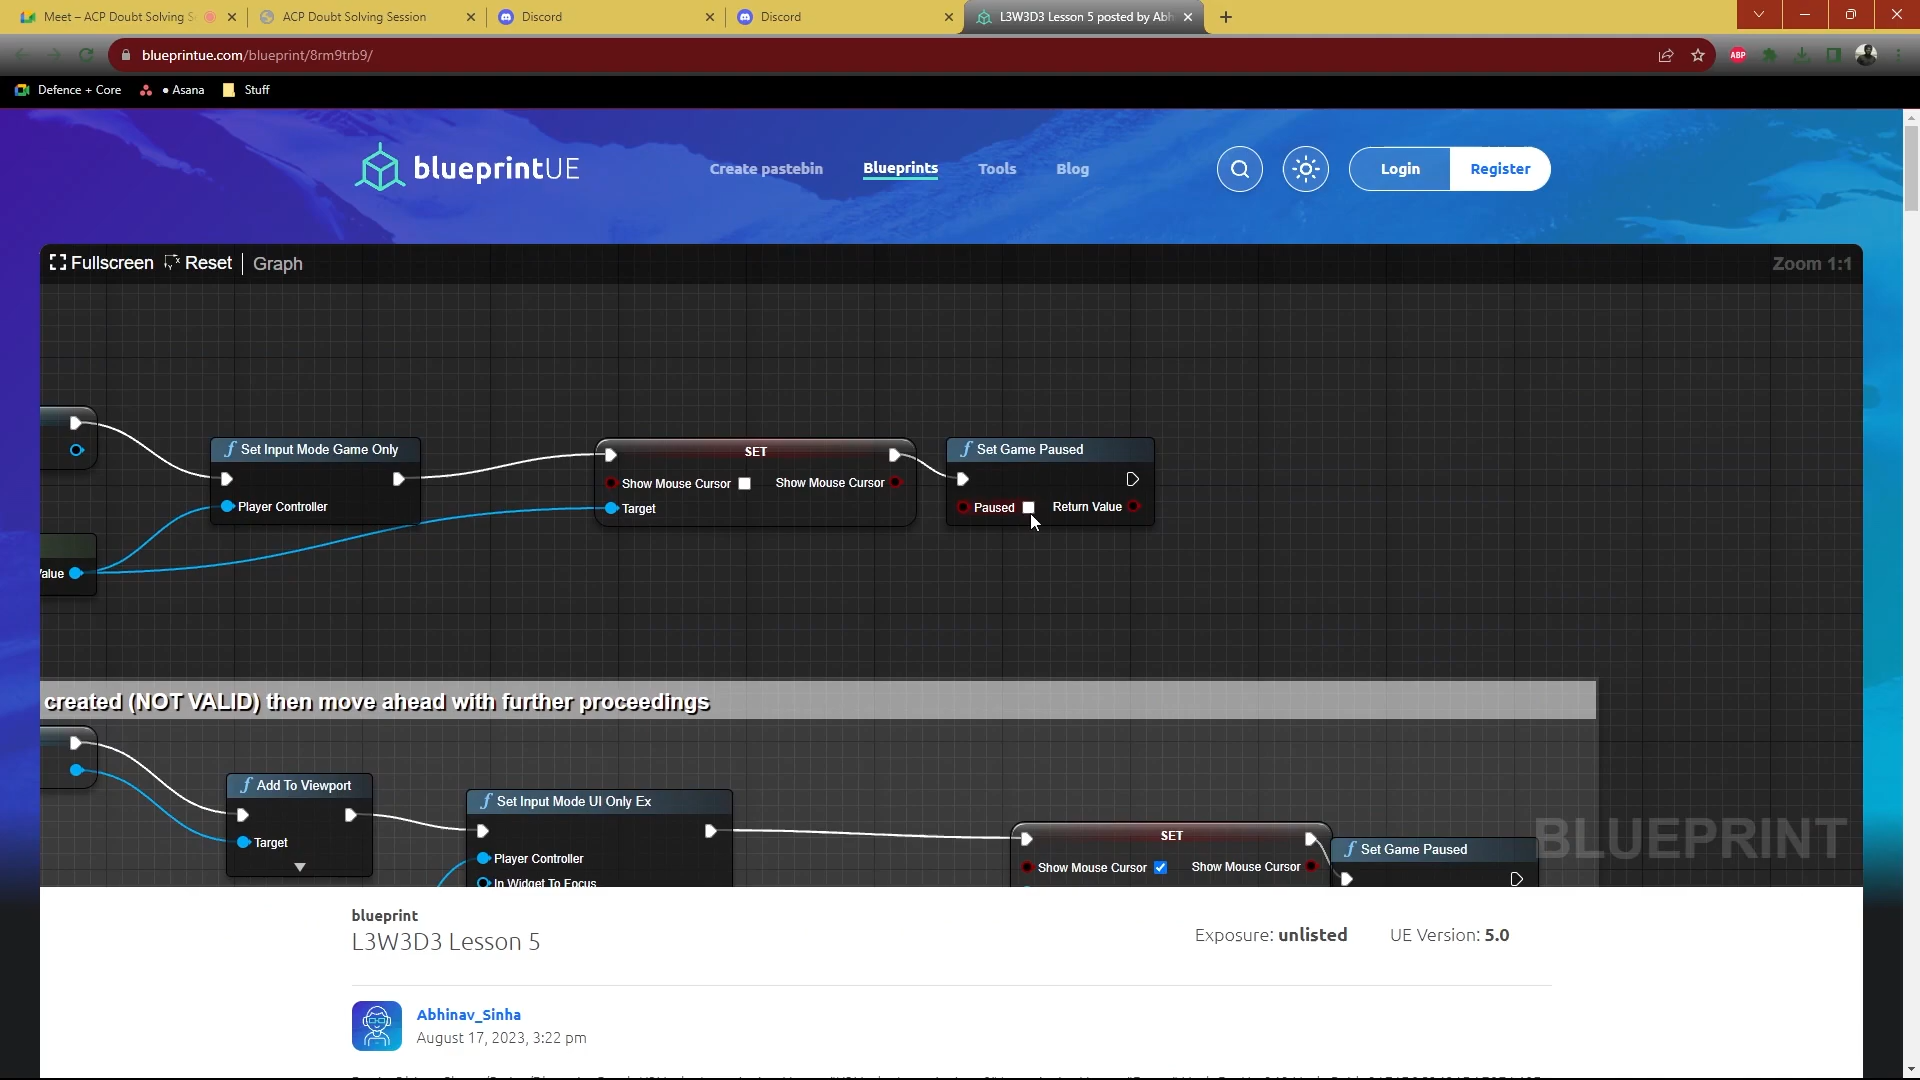 Meet – ACP Doubt Solving S
ACP Doubt Solving Session
Discord
Discord
L3W3D3 Lesson 5 posted by Abh
blueprintue.com/blueprint/8rm9trb9/
ABP
Defence + Core
• Asana
Stuff
blueprintUE
Create pastebin
Blueprints
Tools
Blog
Login
Register
Fullscreen
Reset
Graph
Zoom 1:1
f Set Input Mode Game Only
Player Controller
SET
Show Mouse Cursor
Show Mouse Cursor
Target
f Set Game Paused
Paused
Return Value
alue
created (NOT VALID) then move ahead with further proceedings
f Add To Viewport
Target
f Set Input Mode UI Only Ex
Player Controller
In Widget To Focus
SET
Show Mouse Cursor
Show Mouse Cursor
f Set Game Paused
BLUEPRINT
blueprint
L3W3D3 Lesson 5
Exposure: unlisted
UE Version: 5.0
Abhinav_Sinha
August 17, 2023, 3:22 pm